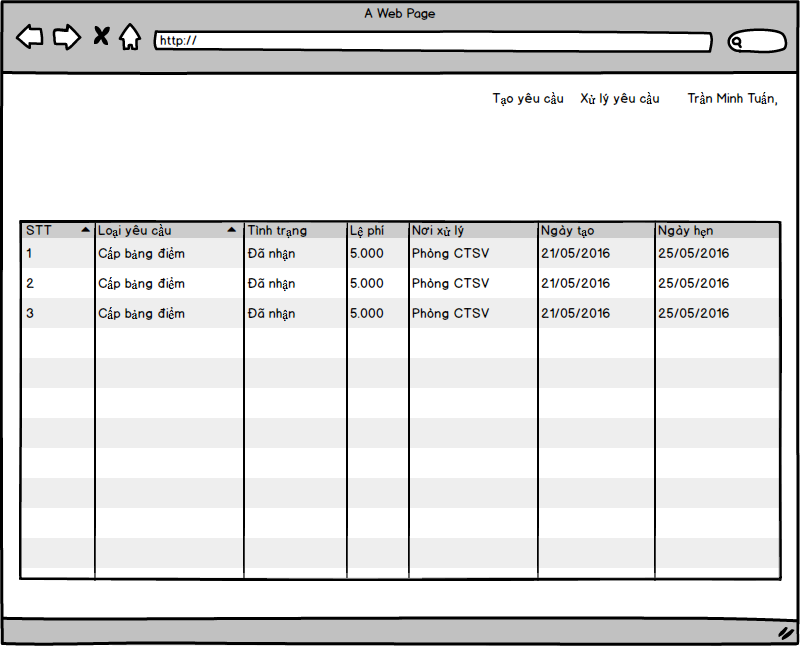 A Web Page
http://
Tạo yêu cầu Xử lý yêu cầu Trần Minh Tuấn,
STT Loại yêu cầu Tình trạng Lệ phí Nơi xử lý Ngày tạo Ngày hẹn
1 Cấp bảng điểm Đã nhận 5.000 Phòng CTSV 21/05/2016 25/05/2016
2 Cấp bảng điểm Đã nhận 5.000 Phòng CTSV 21/05/2016 25/05/2016
3 Cấp bảng điểm Đã nhận 5.000 Phòng CTSV 21/05/2016 25/05/2016